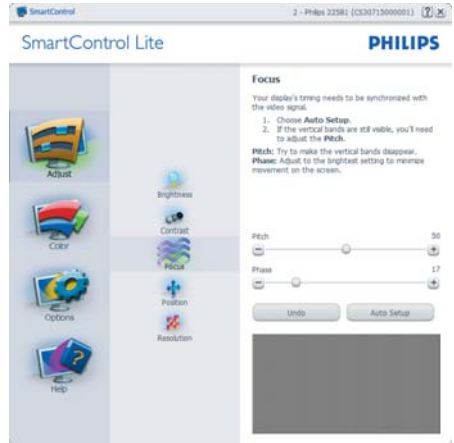 SmartControl
2 - Philips 225B1 (CS30715000001)
SmartControl Lite
PHILIPS
Adjust
Color
Options
Help
Brightness
Contrast
Focus
Position
Resolution
Focus
Your display's timing needs to be synchronized with
the video signal.
1. Choose Auto Setup.
2. If the vertical bands are still visible, you'll need
to adjust the Pitch.
Pitch: Try to make the vertical bands disappear.
Phase: Adjust to the brightest setting to minimize
movement on the screen.
Pitch 50
Phase 17
Undo Auto Setup